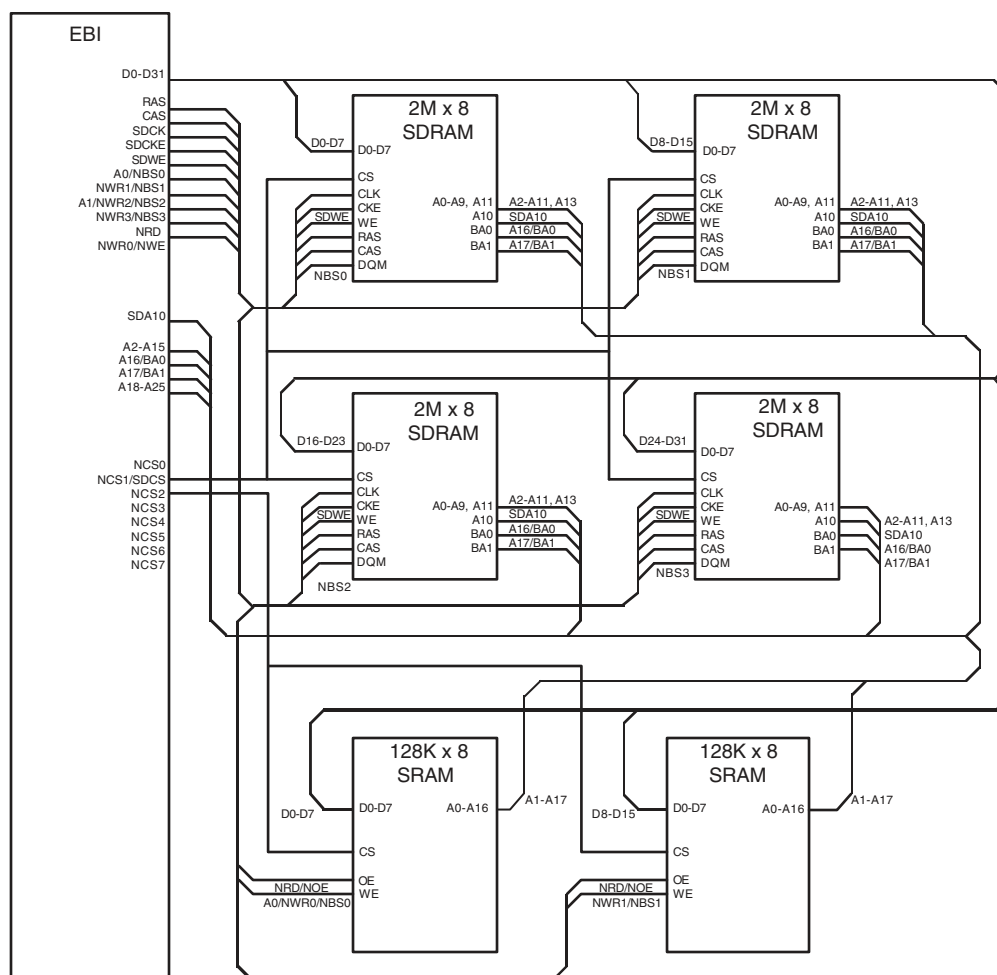 EBI
D0-D31
RAS
CAS
SDCK
SDCKE
SDWE
A0/NBS0
NWR1/NBS1
A1/NWR2/NBS2
NWR3/NBS3
NRD
NWR0/NWE
SDA10
A2-A15
A16/BA0
A17/BA1
A18-A25
NCS0
NCS1/SDCS
NCS2
NCS3
NCS4
NCS5
NCS6
NCS7
2M x 8
SDRAM
D0-D7
D0-D7
CS
CLK
CKE
SDWE
WE
RAS
CAS
DQM
NBS0
A0-A9, A11
A10
BA0
BA1
A2-A11, A13
SDA10
A16/BA0
A17/BA1
2M x 8
SDRAM
D8-D15
D0-D7
CS
CLK
CKE
SDWE
WE
RAS
CAS
DQM
NBS1
A0-A9, A11
A10
BA0
BA1
A2-A11, A13
SDA10
A16/BA0
A17/BA1
2M x 8
SDRAM
D16-D23
D0-D7
CS
CLK
CKE
SDWE
WE
RAS
CAS
DQM
NBS2
A0-A9, A11
A10
BA0
BA1
A2-A11, A13
SDA10
A16/BA0
A17/BA1
2M x 8
SDRAM
D24-D31
D0-D7
CS
CLK
CKE
SDWE
WE
RAS
CAS
DQM
NBS3
A0-A9, A11
A10
BA0
BA1
A2-A11, A13
SDA10
A16/BA0
A17/BA1
128K x 8
SRAM
D0-D7
D0-D7
A0-A16
A1-A17
CS
OE
NRD/NOE
WE
A0/NWR0/NBS0
128K x 8
SRAM
D8-D15
D0-D7
A0-A16
A1-A17
CS
OE
NRD/NOE
WE
NWR1/NBS1